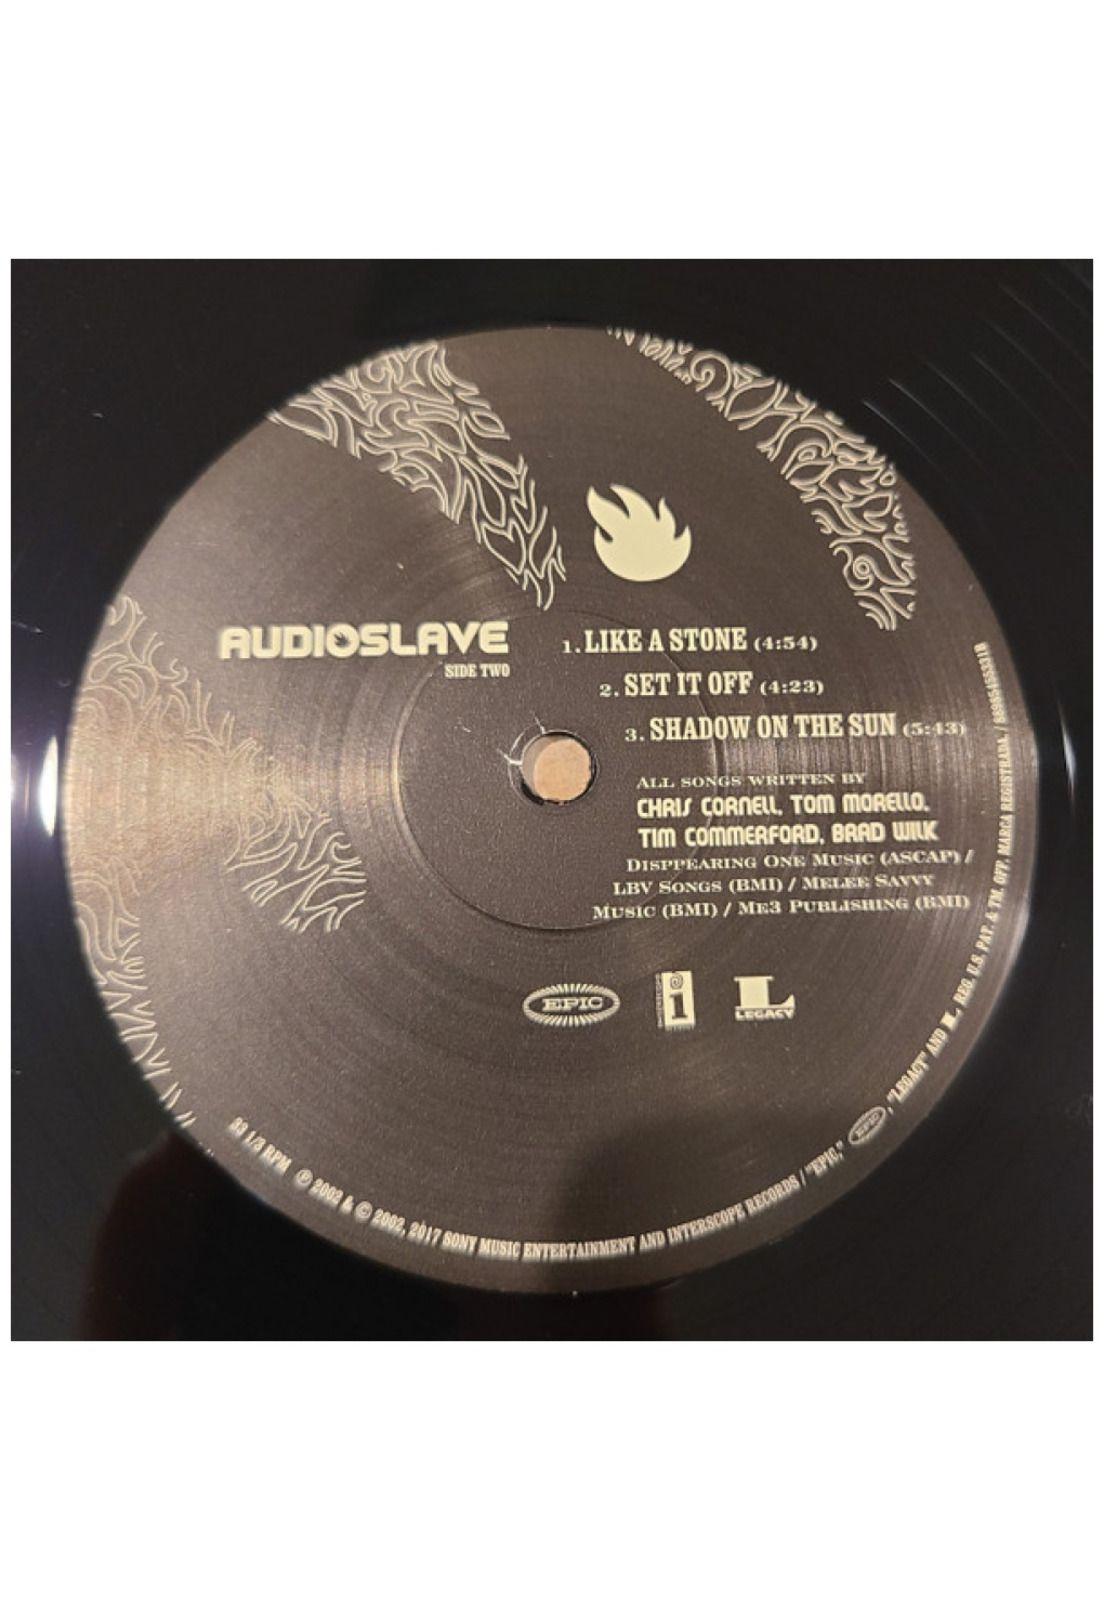 AUDIOSLAVE
SIDE TWO
1. LIKE A STONE (4:54)
2. SET IT OFF (4:23)
3. SHADOW ON THE SUN (5:43)
ALL SONGS WRITTEN BY
CHRIS CORNELL, TOM MORELLO,
TIM COMMERFORD, BRAD WILK
DISPPEARING ONE MUSIC (ASCAP) /
LBV SONGS (BMI) / MELEE SAVVY
MUSIC (BMI) / ME3 PUBLISHING (BMI)
EPIC
INTERSCOPE i
L LEGACY
33 1/3 RPM ℗ 2002 & © 2002, 2017 SONY MUSIC ENTERTAINMENT AND INTERSCOPE RECORDS / "EPIC," EPIC, "LEGACY" AND L REG. U.S. PAT. & TM. OFF. MARCA REGISTRADA. / 88985455331B